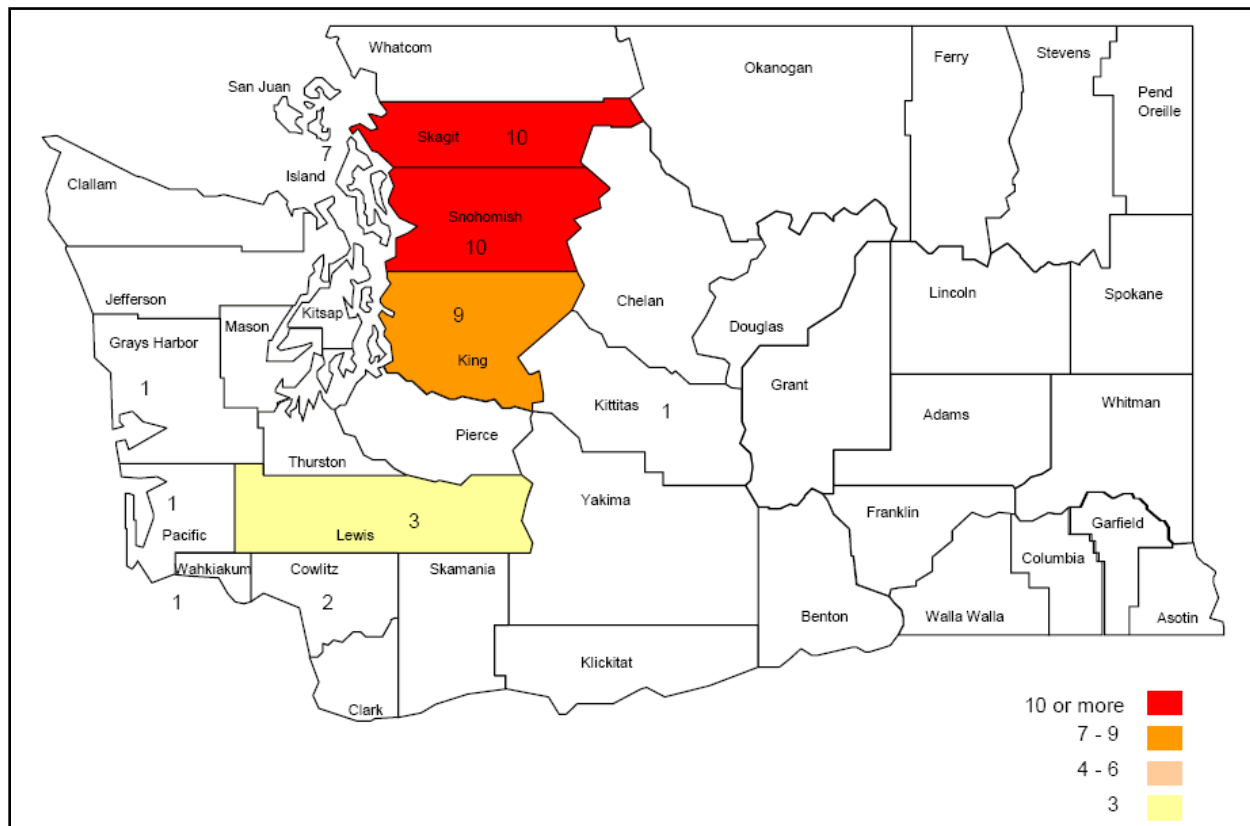 Whatcom
Okanogan
Ferry
Stevens
Pend
Oreille
San Juan
Skagit 10
7
Island
Clallam
Snohomish
10
Jefferson
Kitsap
Mason
9
King
Chelan
Douglas
Lincoln
Spokane
Grays Harbor
1
Kittitas 1
Grant
Adams
Whitman
Pierce
Thurston
Yakima
1
Pacific
3
Lewis
Franklin
Garfield
Columbia
Wahkiakum
1
Cowlitz
2
Skamania
Benton
Walla Walla
Asotin
Klickitat
Clark
10 or more
7 - 9
4 - 6
3